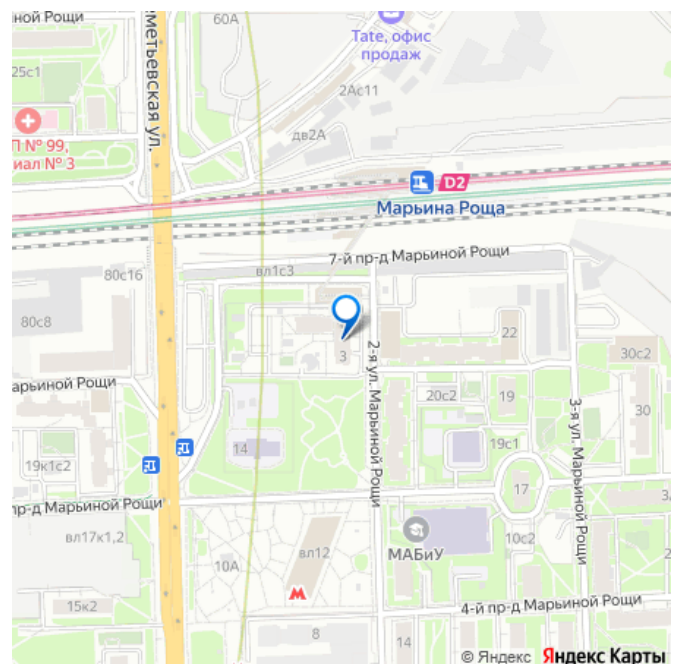 ьиной Рощи
60А
Tate, офис
продаж
метьевская ул.
25с1
2Ас11
дв2А
П № 99,
иал № 3
D2
Марьина Роща
7-й пр-д Марьиной Рощи
80с16
вл1с3
80с8
3
22
30с2
2-я ул. Марьиной Рощи
арьиной Рощи
20с2
19
30
3-я ул. Марьиной Рощи
14
19с1
19к1с2
17
пр-д Марьиной Рощи
вл17к1,2
вл12
МАБиУ
10с2
10А
15к2
4-й пр-д Марьиной Рощи
8
14
© Яндекс Яндекс Карты